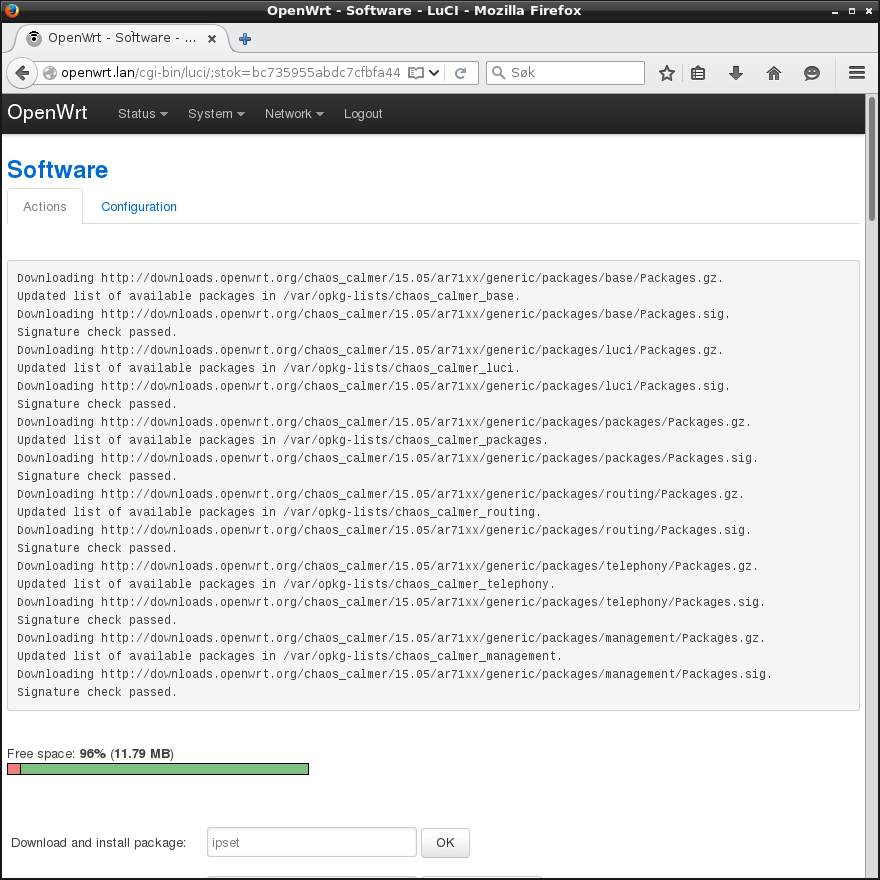 OpenWrt - Software - LuCI - Mozilla Firefox
OpenWrt - Software - ...
openwrt.lan/cgi-bin/luci/;stok=bc735955abdc7cfbfa44
Søk
OpenWrt Status System Network Logout
Software
Actions Configuration
Downloading http://downloads.openwrt.org/chaos_calmer/15.05/ar71xx/generic/packages/base/Packages.gz.
Updated list of available packages in /var/opkg-lists/chaos_calmer_base.
Downloading http://downloads.openwrt.org/chaos_calmer/15.05/ar71xx/generic/packages/base/Packages.sig.
Signature check passed.
Downloading http://downloads.openwrt.org/chaos_calmer/15.05/ar71xx/generic/packages/luci/Packages.gz.
Updated list of available packages in /var/opkg-lists/chaos_calmer_luci.
Downloading http://downloads.openwrt.org/chaos_calmer/15.05/ar71xx/generic/packages/luci/Packages.sig.
Signature check passed.
Downloading http://downloads.openwrt.org/chaos_calmer/15.05/ar71xx/generic/packages/packages/Packages.gz.
Updated list of available packages in /var/opkg-lists/chaos_calmer_packages.
Downloading http://downloads.openwrt.org/chaos_calmer/15.05/ar71xx/generic/packages/packages/Packages.sig.
Signature check passed.
Downloading http://downloads.openwrt.org/chaos_calmer/15.05/ar71xx/generic/packages/routing/Packages.gz.
Updated list of available packages in /var/opkg-lists/chaos_calmer_routing.
Downloading http://downloads.openwrt.org/chaos_calmer/15.05/ar71xx/generic/packages/routing/Packages.sig.
Signature check passed.
Downloading http://downloads.openwrt.org/chaos_calmer/15.05/ar71xx/generic/packages/telephony/Packages.gz.
Updated list of available packages in /var/opkg-lists/chaos_calmer_telephony.
Downloading http://downloads.openwrt.org/chaos_calmer/15.05/ar71xx/generic/packages/telephony/Packages.sig.
Signature check passed.
Downloading http://downloads.openwrt.org/chaos_calmer/15.05/ar71xx/generic/packages/management/Packages.gz.
Updated list of available packages in /var/opkg-lists/chaos_calmer_management.
Downloading http://downloads.openwrt.org/chaos_calmer/15.05/ar71xx/generic/packages/management/Packages.sig.
Signature check passed.
Free space: 96% (11.79 MB)
Download and install package: ipset OK